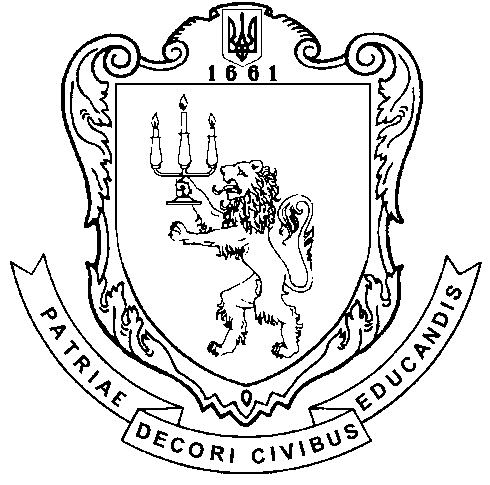 1661
PATRIAE
DECORI CIVIBUS
EDUCANDIS